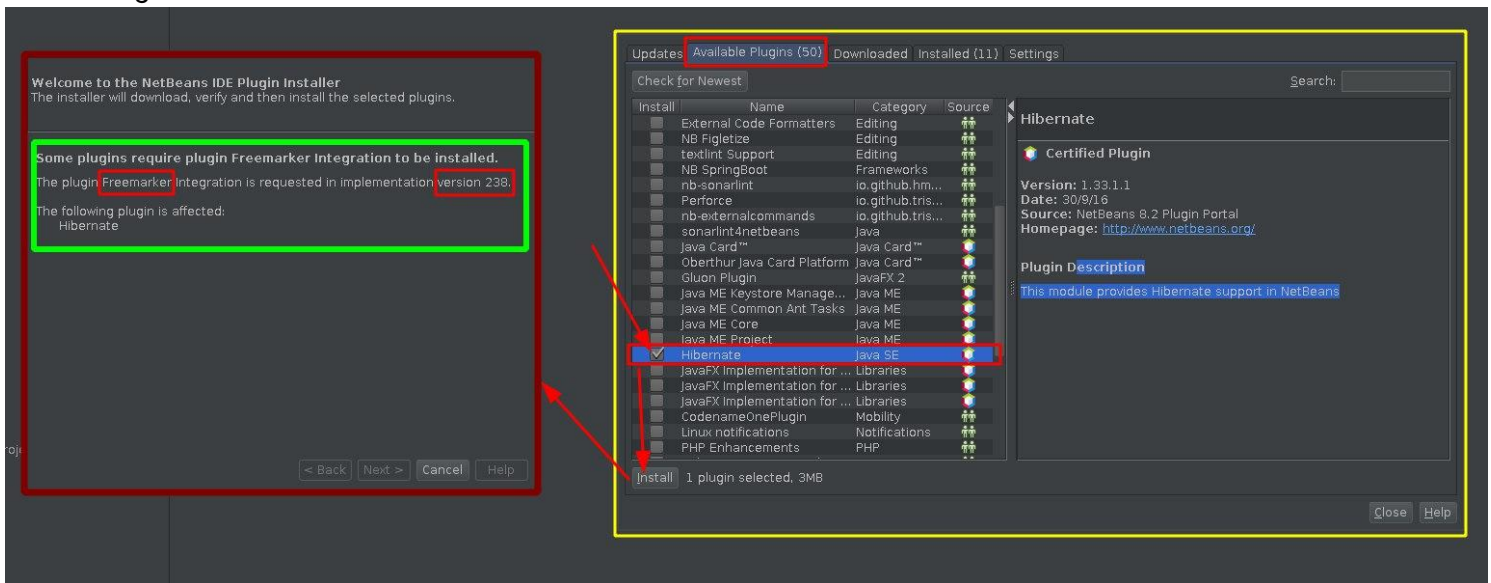 Welcome to the NetBeans IDE Plugin Installer
The installer will download, verify and then install the selected plugins.
Some plugins require plugin Freemarker Integration to be installed.
The plugin Freemarker Integration is requested in implementation version 238.
The following plugin is affected:
Hibernate
< Back Next > Cancel Help
Updates Available Plugins (50) Downloaded Installed (11) Settings
Check for Newest Search:
Install Name Category Source
External Code Formatters Editing
NB Figletize Editing
textlint Support Editing
NB SpringBoot Frameworks
nb-sonarlint io.github.hm...
Perforce io.github.tris...
nb-externalcommands io.github.tris...
sonarlint4netbeans Java
Java Card™ Java Card™
Oberthur Java Card Platform Java Card™
Gluon Plugin JavaFX 2
Java ME Keystore Manage... Java ME
Java ME Common Ant Tasks Java ME
Java ME Core Java ME
Java ME Project Java ME
Hibernate Java SE
JavaFX Implementation for ... Libraries
JavaFX Implementation for ... Libraries
JavaFX Implementation for ... Libraries
CodenameOnePlugin Mobility
Linux notifications Notifications
PHP Enhancements PHP
Install 1 plugin selected, 3MB
Hibernate
Certified Plugin
Version: 1.33.1.1
Date: 30/9/16
Source: NetBeans 8.2 Plugin Portal
Homepage: http://www.netbeans.org/
Plugin Description
This module provides Hibernate support in NetBeans
Close Help